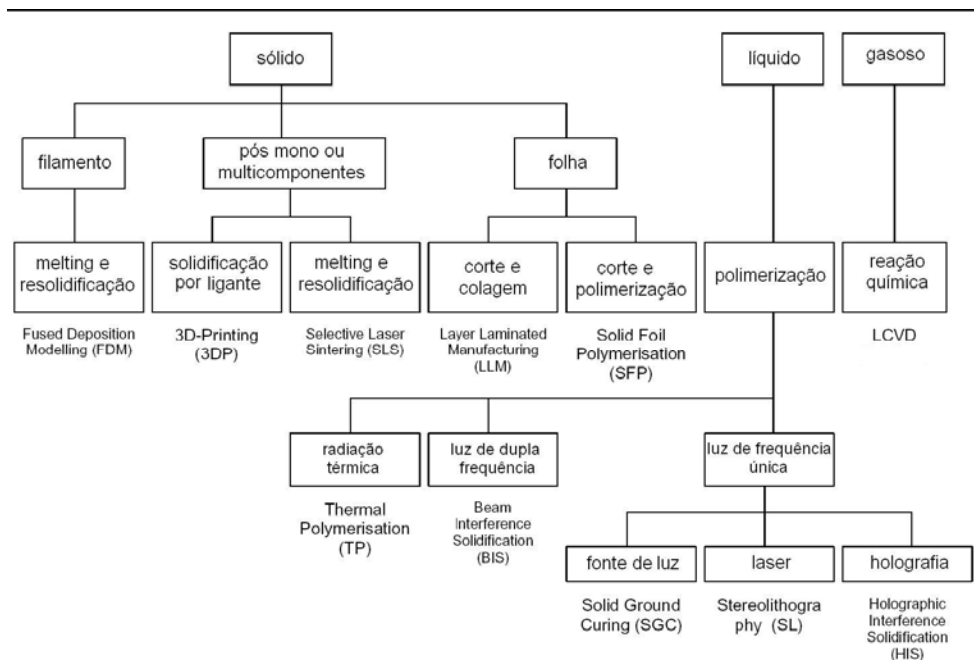 sólido
líquido
gasoso
filamento
pós mono ou
multicomponentes
folha
melting e
resolidificação
solidificação
por ligante
melting e
resolidificação
corte e
colagem
corte e
polimerização
polimerização
reação
química
Fused Deposition
Modelling (FDM)
3D-Printing
(3DP)
Selective Laser
Sintering (SLS)
Layer Laminated
Manufacturing
(LLM)
Solid Foil
Polymerisation
(SFP)
LCVD
radiação
térmica
luz de dupla
frequência
luz de frequência
única
Thermal
Polymerisation
(TP)
Beam
Interference
Solidification
(BIS)
fonte de luz
laser
holografia
Solid Ground
Curing (SGC)
Stereolithogra
phy (SL)
Holographic
Interference
Solidification
(HIS)